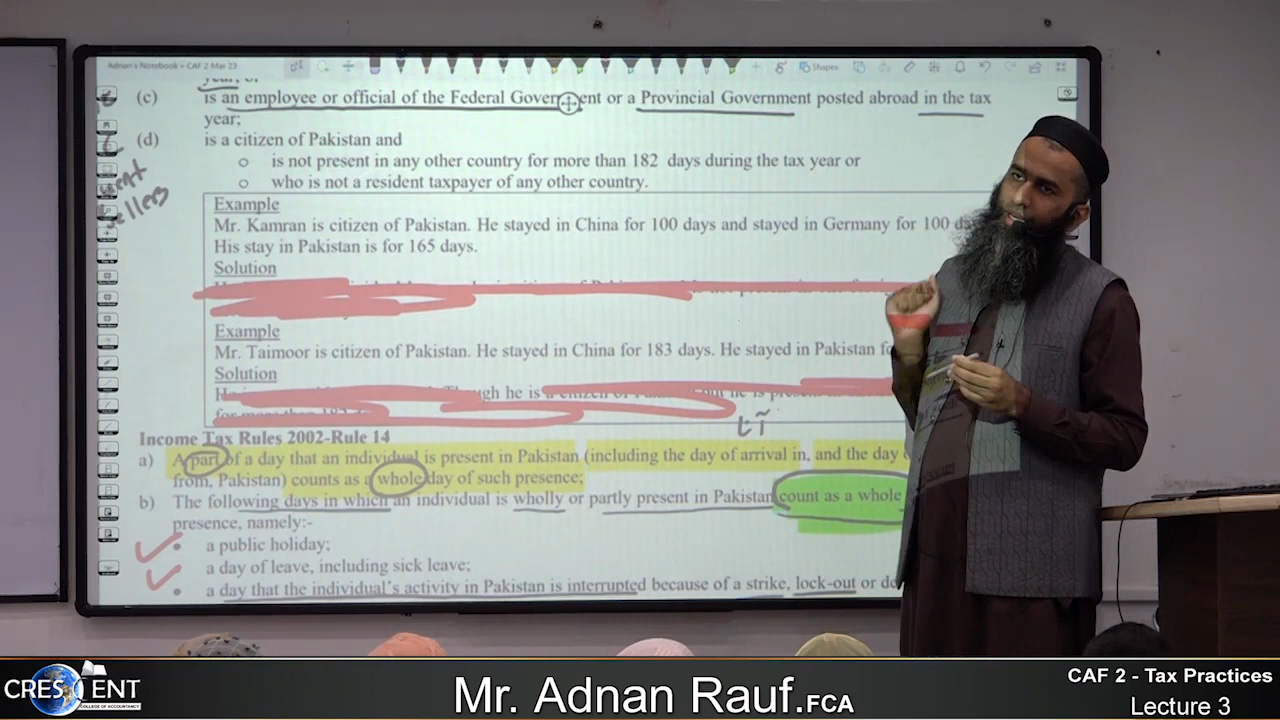 Adnan's Notebook • CAF 2 Mar 23
Shapes
year; or
(c) is an employee or official of the Federal Government or a Provincial Government posted abroad in the tax
year;
(d) is a citizen of Pakistan and
o is not present in any other country for more than 182 days during the tax year or
o who is not a resident taxpayer of any other country.
Example
Mr. Kamran is citizen of Pakistan. He stayed in China for 100 days and stayed in Germany for 100
His stay in Pakistan is for 165 days.
Solution
Example
Mr. Taimoor is citizen of Pakistan. He stayed in China for 183 days. He stayed in Pakistan
Solution
he is
Income Tax Rules 2002-Rule 14
a) A part of a day that an individual is present in Pakistan (including the day of arrival in, and the day
from, Pakistan) counts as a whole day of such presence;
b) The following days in which an individual is wholly or partly present in Pakistan count as a whole
presence, namely:-
• a public holiday;
• a day of leave, including sick leave;
• a day that the individual's activity in Pakistan is interrupted because of a strike, lock-out or
CRESCENT
COLLEGE OF ACCOUNTANCY
Mr. Adnan Rauf.FCA
CAF 2 - Tax Practices
Lecture 3